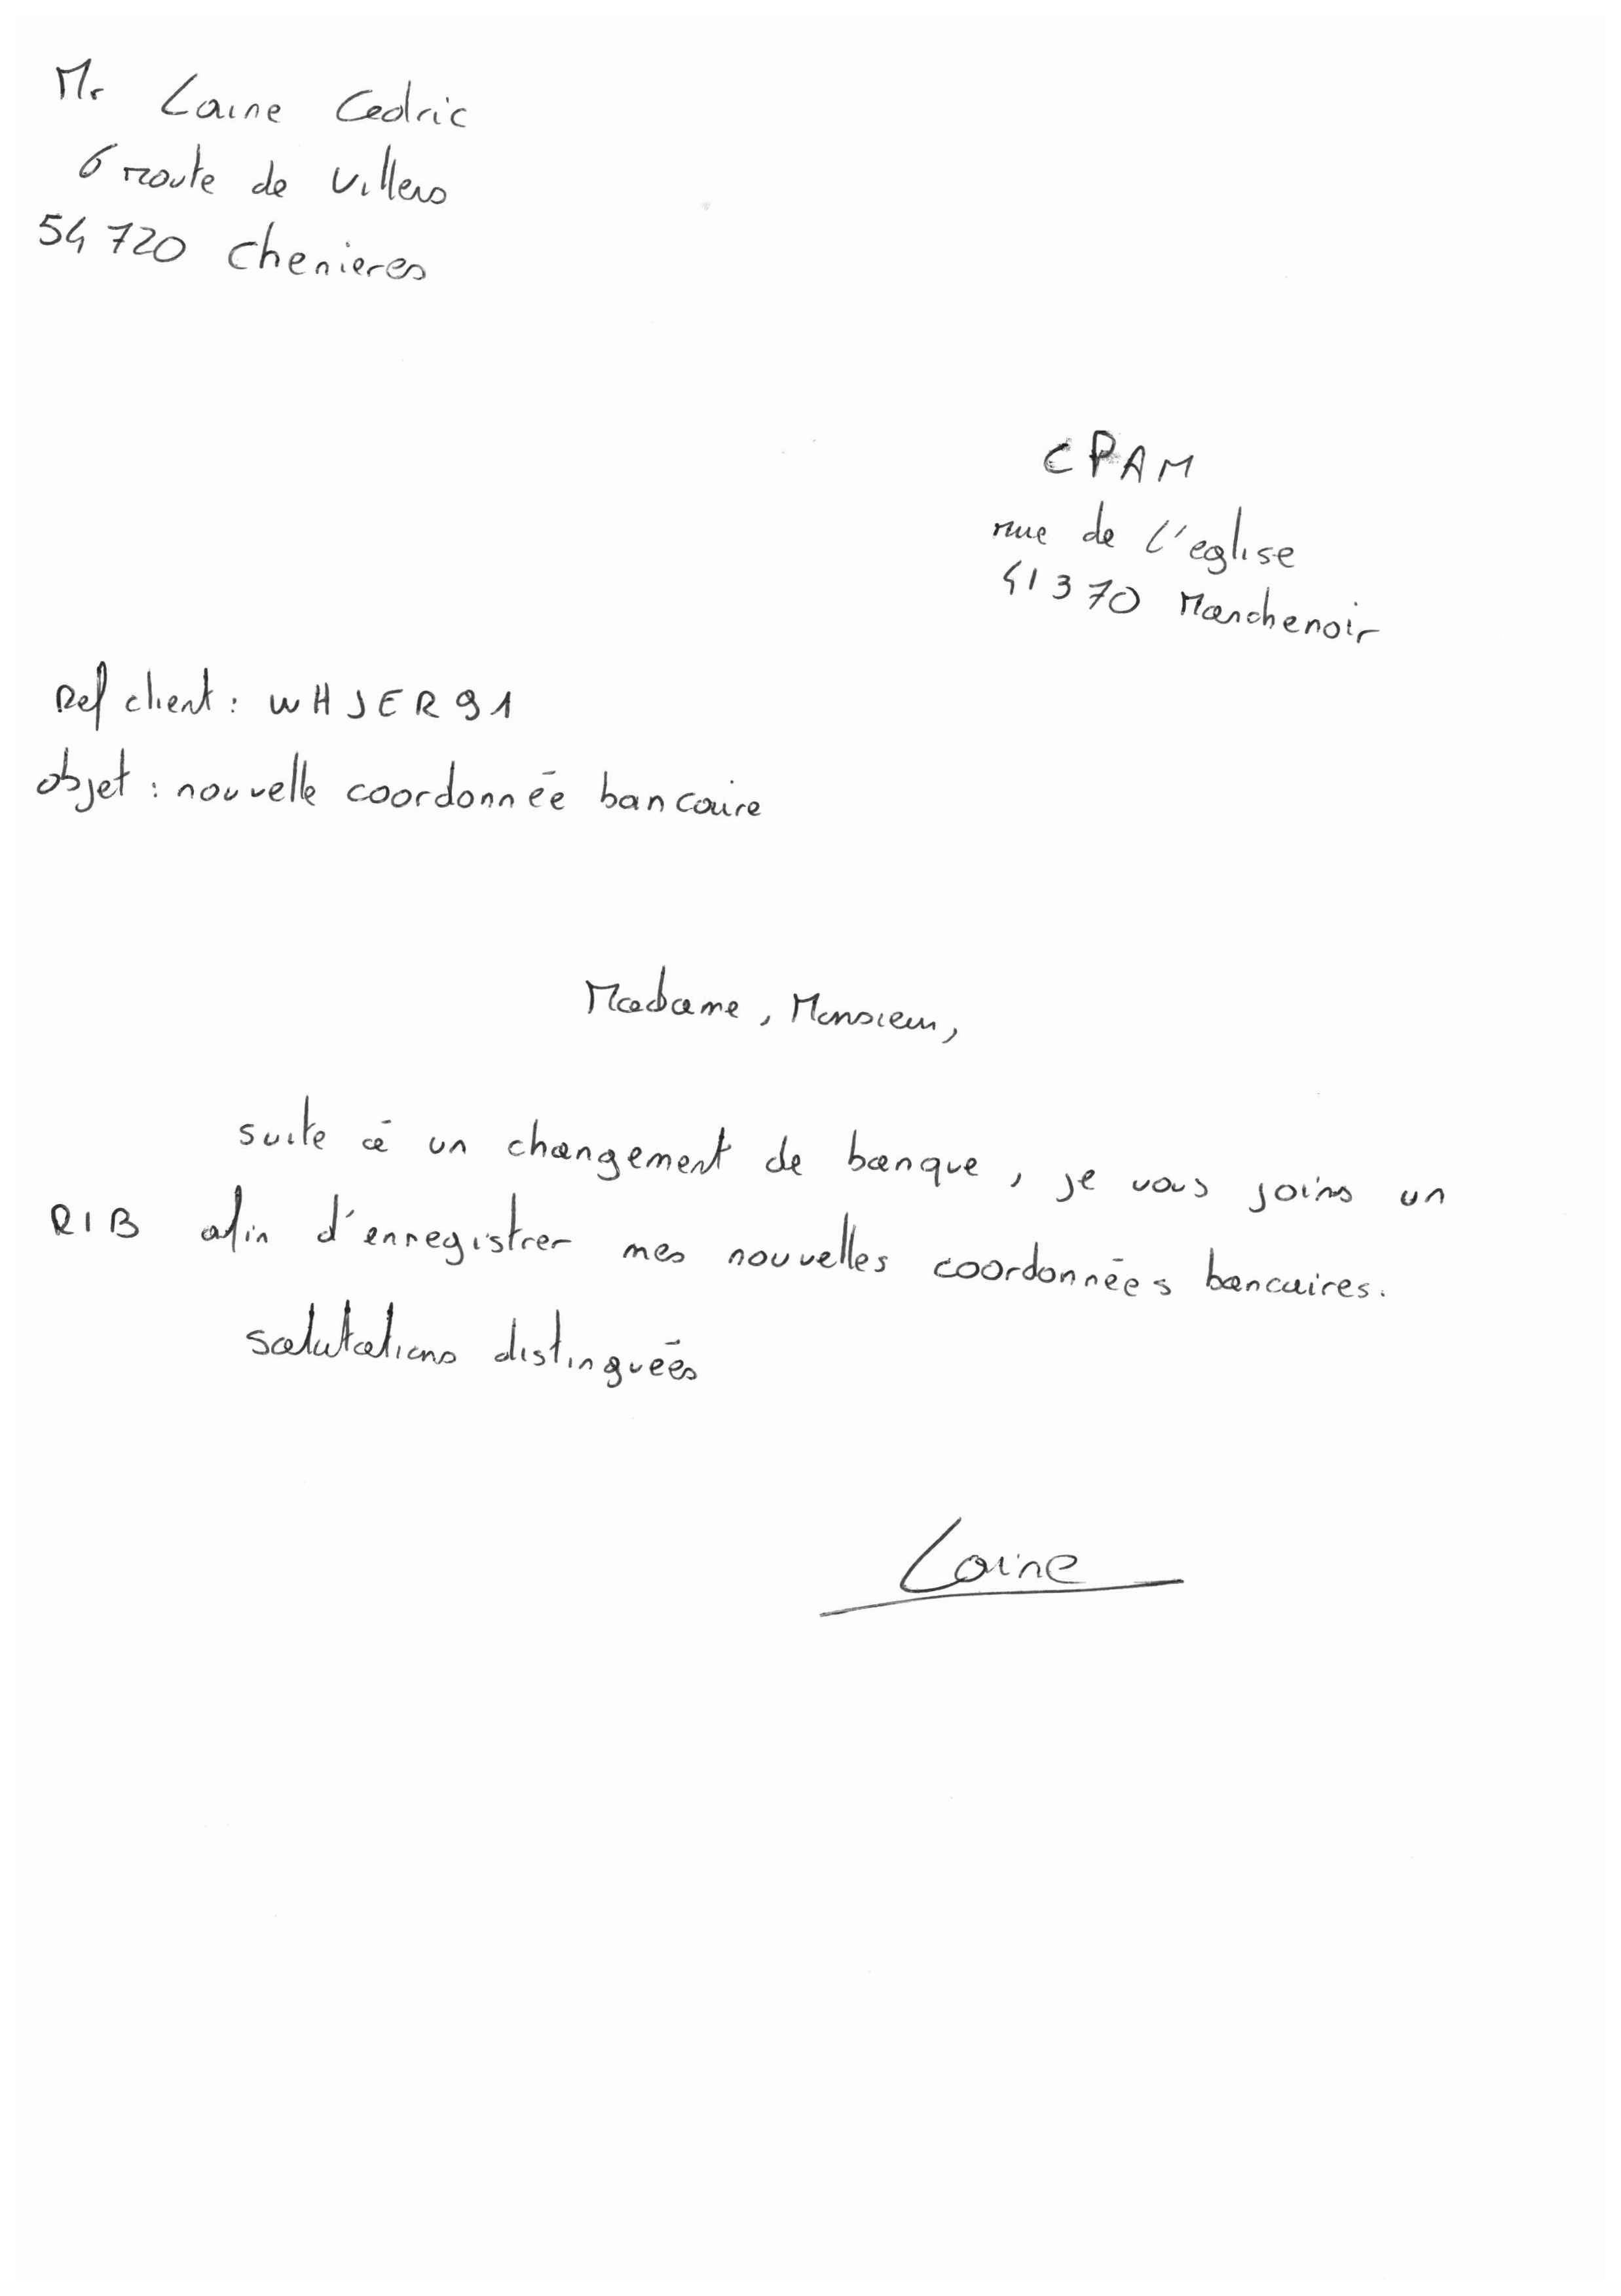 Mr Laine Cedric
6 route de Villers
54 720 Chenieres
CPAM
rue de l'eglise
41 370 Marchenoir
Ref client : WHJER91
objet : nouvelle coordonnée bancaire
Madame, Monsieur,
suite à un changement de banque, je vous joins un
RIB afin d'enregistrer mes nouvelles coordonnées bancaires.
salutations distinguées
Laine